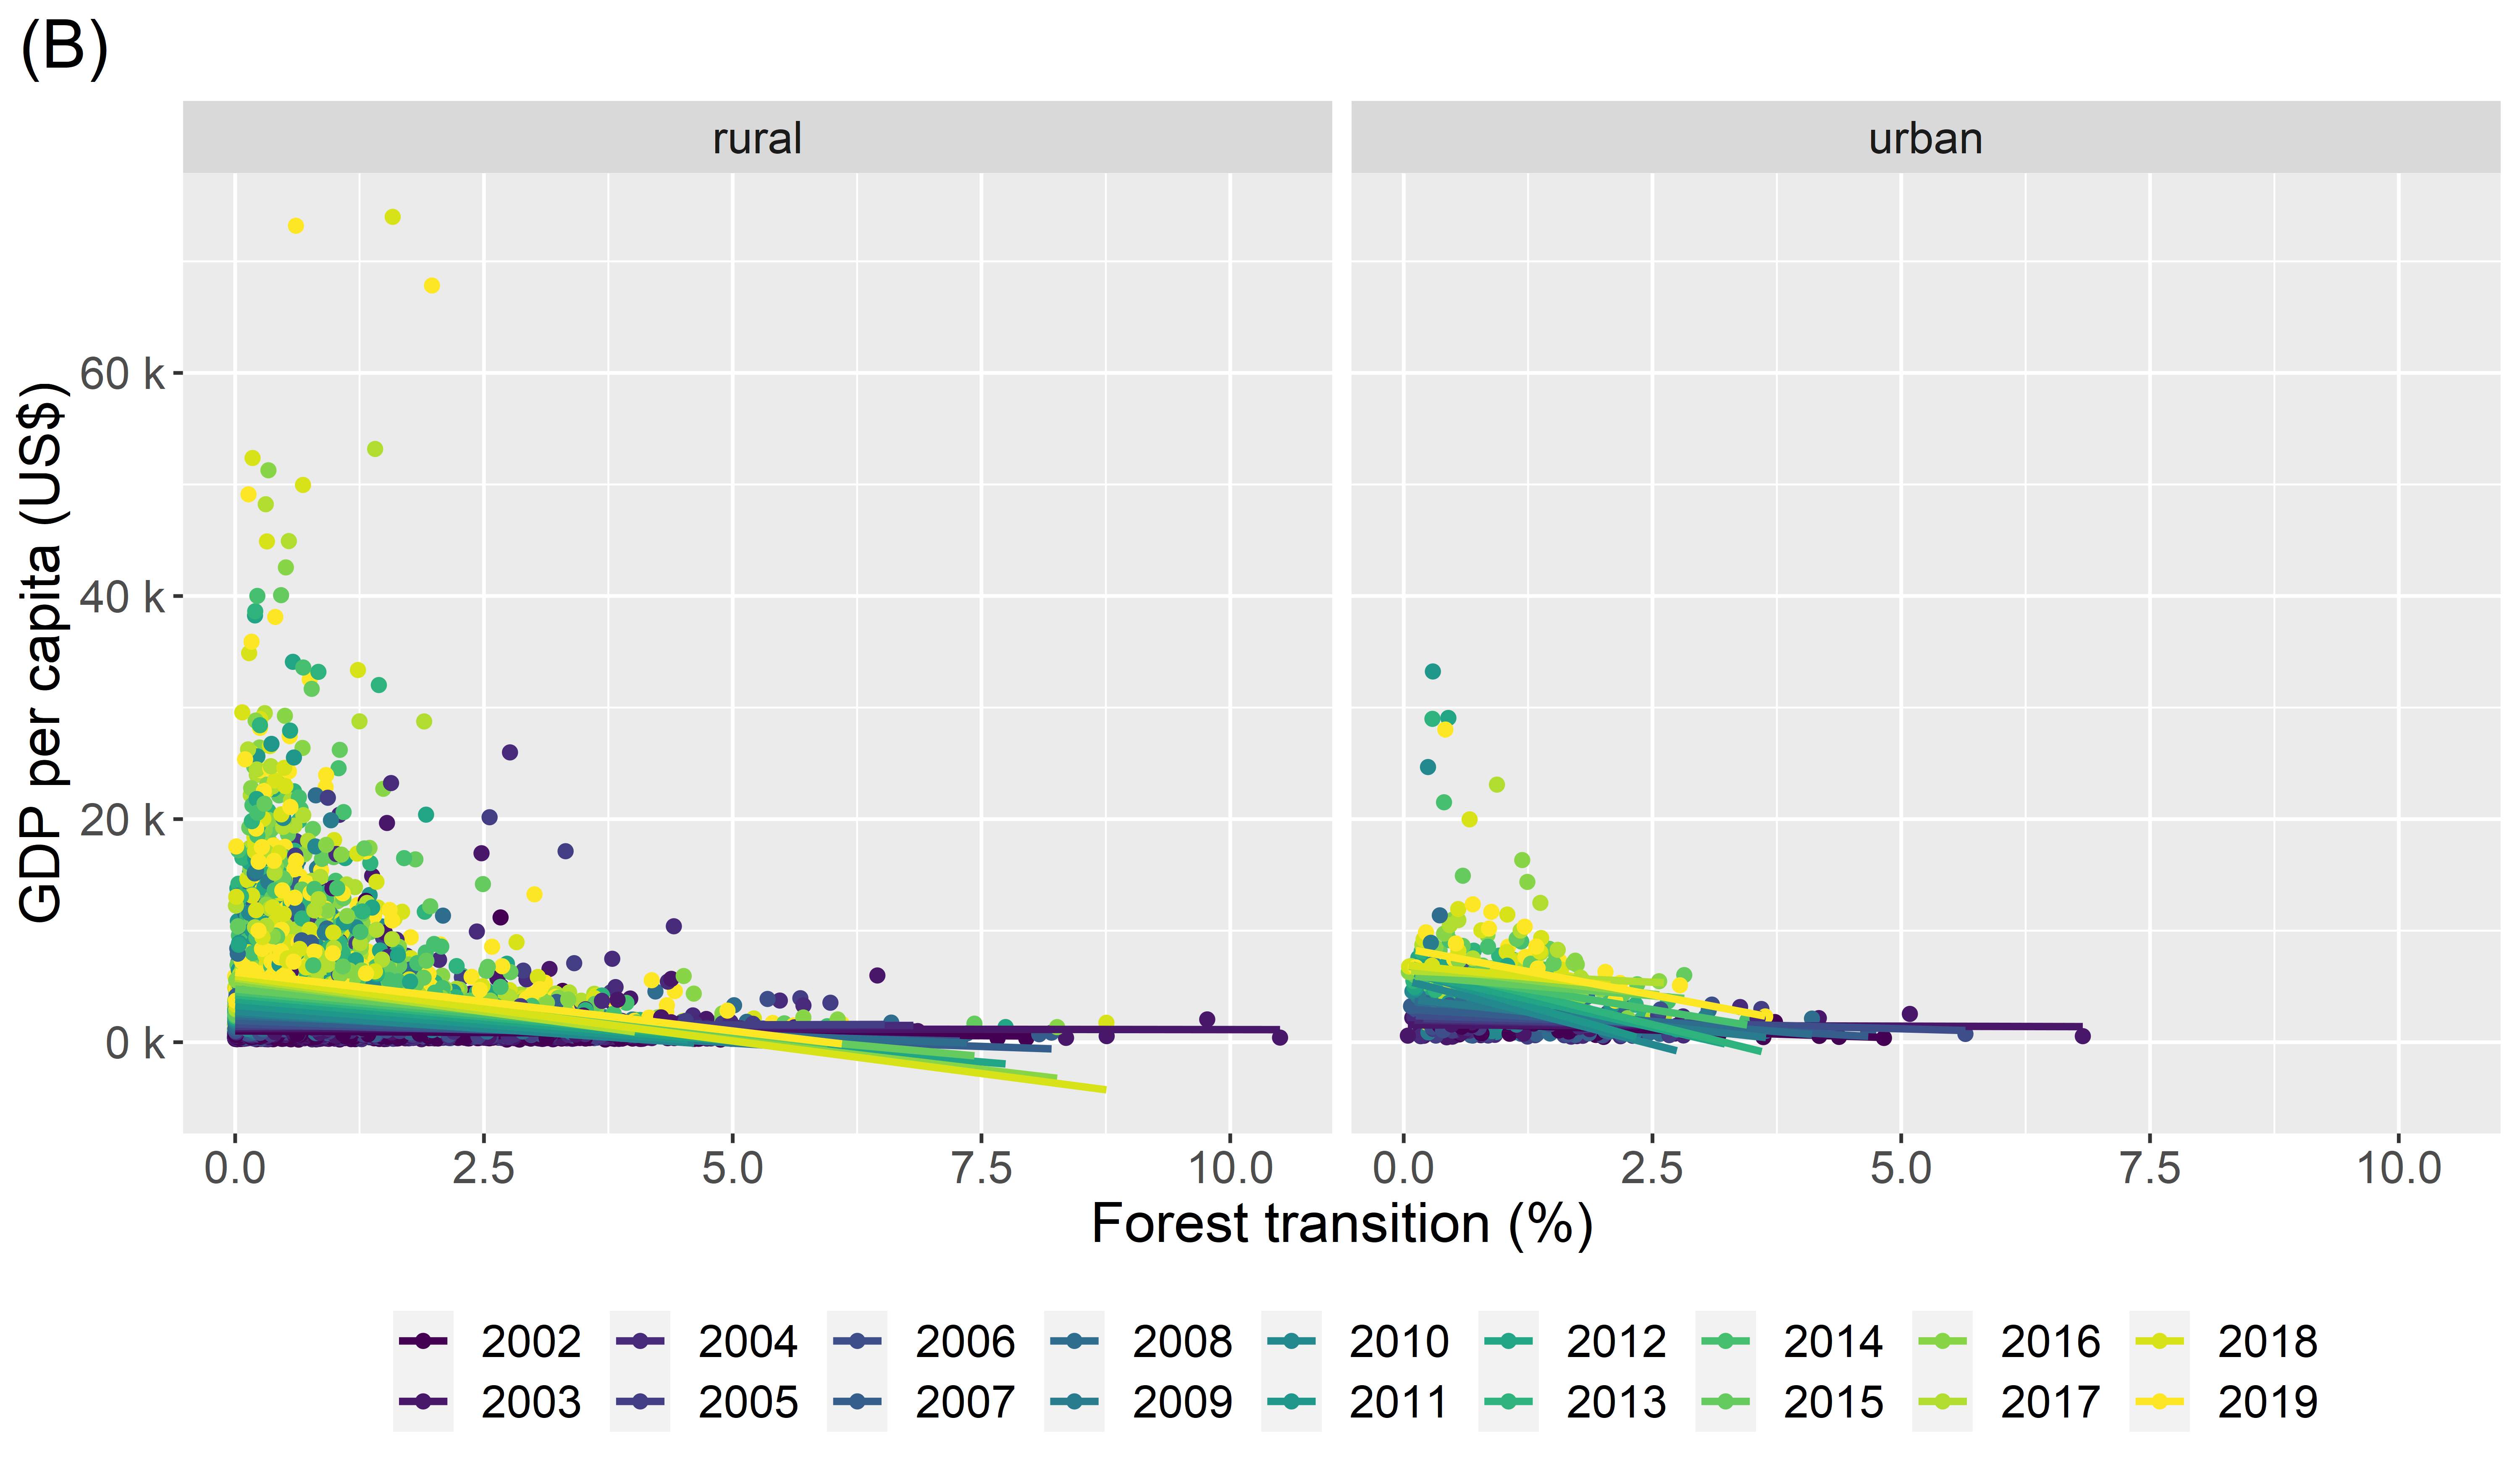 (B)
rural urban
GDP per capita (US$)
60 k
40 k
20 k
0 k
0.0 2.5 5.0 7.5 10.0 0.0 2.5 5.0 7.5 10.0
Forest transition (%)
2002 2004 2006 2008 2010 2012 2014 2016 2018
2003 2005 2007 2009 2011 2013 2015 2017 2019